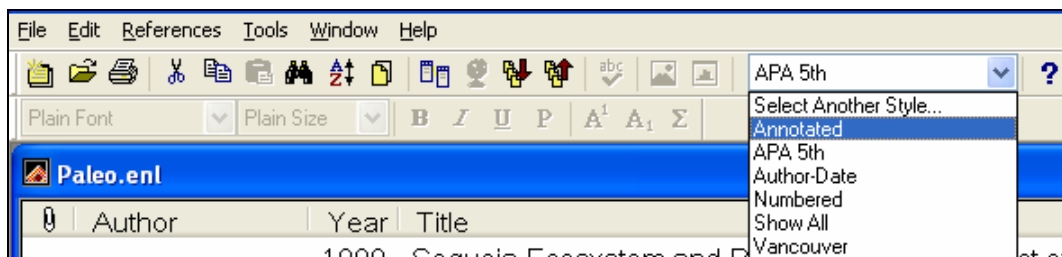 File Edit References Tools Window Help
abc APA 5th ?
Plain Font Plain Size B I U P A1 A1 Σ
Select Another Style...
Annotated
APA 5th
Author-Date
Numbered
Show All
Vancouver
Paleo.enl
Author Year Title
1999 Sequoia Ecosystem and